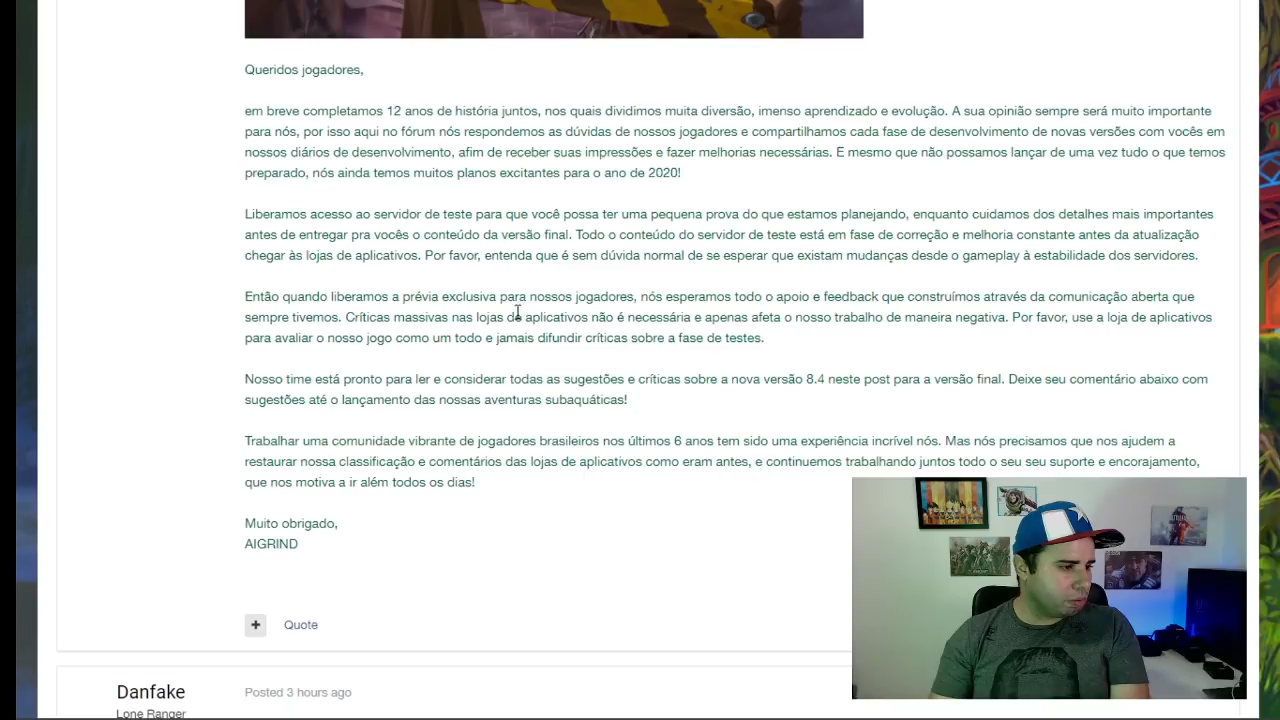 Queridos jogadores,
em breve completamos 12 anos de história juntos, nos quais dividimos muita diversão, imenso aprendizado e evolução. A sua opinião sempre será muito importante
para nós, por isso aqui no fórum nós respondemos as dúvidas de nossos jogadores e compartilhamos cada fase de desenvolvimento de novas versões com vocês em
nossos diários de desenvolvimento, afim de receber suas impressões e fazer melhorias necessárias. E mesmo que não possamos lançar de uma vez tudo o que temos
preparado, nós ainda temos muitos planos excitantes para o ano de 2020!
Liberamos acesso ao servidor de teste para que você possa ter uma pequena prova do que estamos planejando, enquanto cuidamos dos detalhes mais importantes
antes de entregar pra vocês o conteúdo da versão final. Todo o conteúdo do servidor de teste está em fase de correção e melhoria constante antes da atualização
chegar às lojas de aplicativos. Por favor, entenda que é sem dúvida normal de se esperar que existam mudanças desde o gameplay à estabilidade dos servidores.
Então quando liberamos a prévia exclusiva para nossos jogadores, nós esperamos todo o apoio e feedback que construímos através da comunicação aberta que
sempre tivemos. Críticas massivas nas lojas de aplicativos não é necessária e apenas afeta o nosso trabalho de maneira negativa. Por favor, use a loja de aplicativos
para avaliar o nosso jogo como um todo e jamais difundir críticas sobre a fase de testes.
Nosso time está pronto para ler e considerar todas as sugestões e críticas sobre a nova versão 8.4 neste post para a versão final. Deixe seu comentário abaixo com
sugestões até o lançamento das nossas aventuras subaquáticas!
Trabalhar uma comunidade vibrante de jogadores brasileiros nos últimos 6 anos tem sido uma experiência incrível nós. Mas nós precisamos que nos ajudem a
restaurar nossa classificação e comentários das lojas de aplicativos como eram antes, e continuemos trabalhando juntos todo o seu seu suporte e encorajamento,
que nos motiva a ir além todos os dias!
Muito obrigado,
AIGRIND
+ Quote
Danfake
Posted 3 hours ago
Lone Ranger